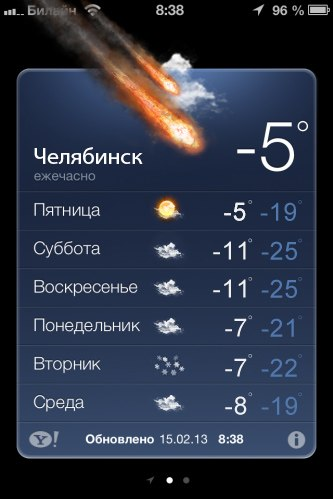 Билайн 8:38 96 %
-5°
Челябинск
ежечасно
Пятница -5° -19°
Суббота -11° -25°
Воскресенье -11° -25°
Понедельник -7° -21°
Вторник -7° -22°
Среда -8° -19°
Y! Обновлено 15.02.13 8:38 i